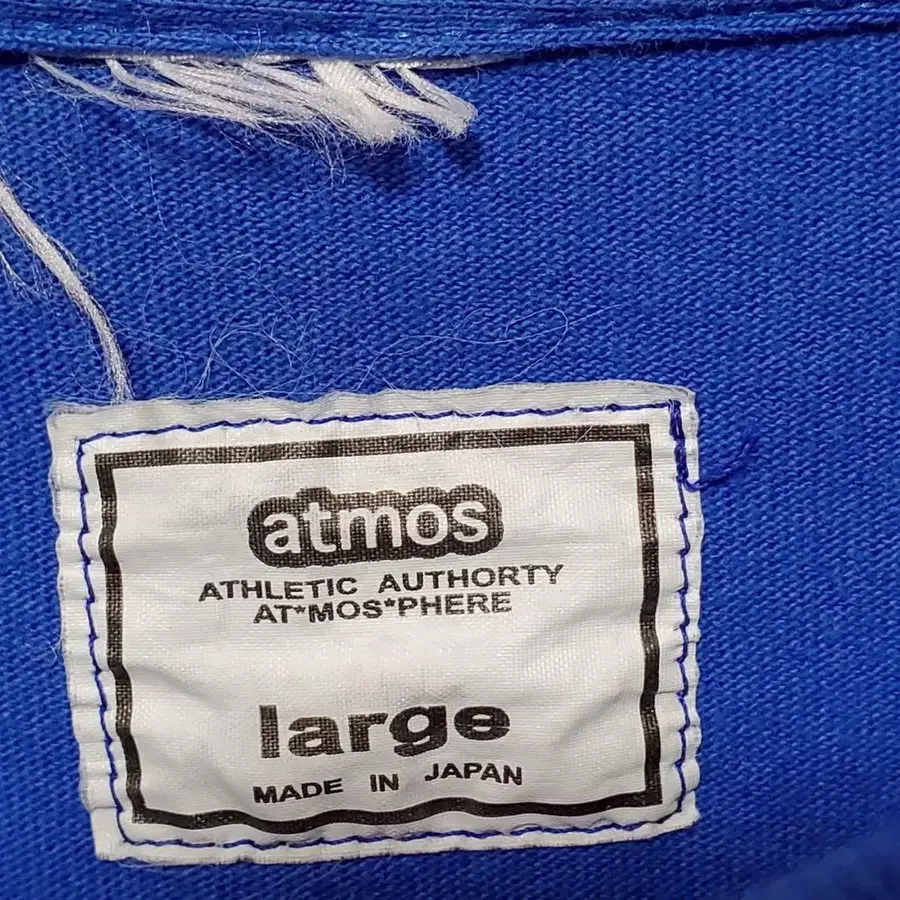 atmos
ATHLETIC AUTHORTY
AT*MOS*PHERE
large
MADE IN JAPAN